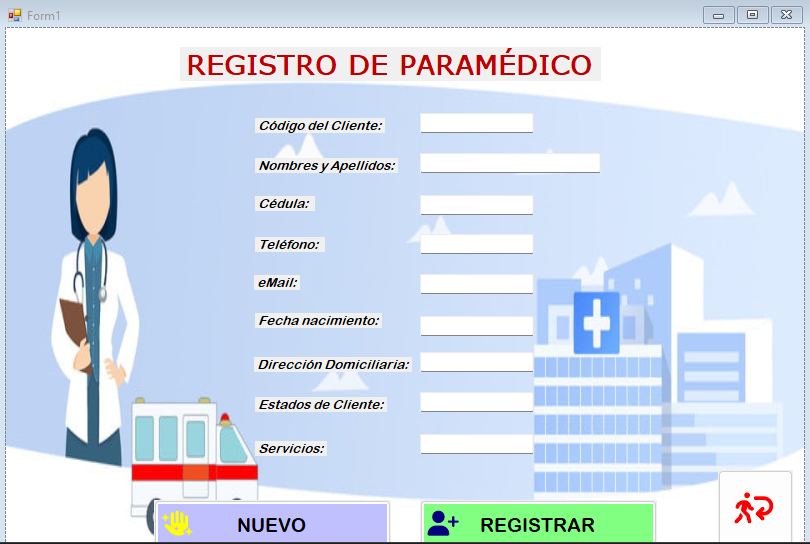 Form1
REGISTRO DE PARAMÉDICO
Código del Cliente:
Nombres y Apellidos:
Cédula:
Teléfono:
eMail:
Fecha nacimiento:
Dirección Domiciliaria:
Estados de Cliente:
Servicios:
NUEVO
REGISTRAR